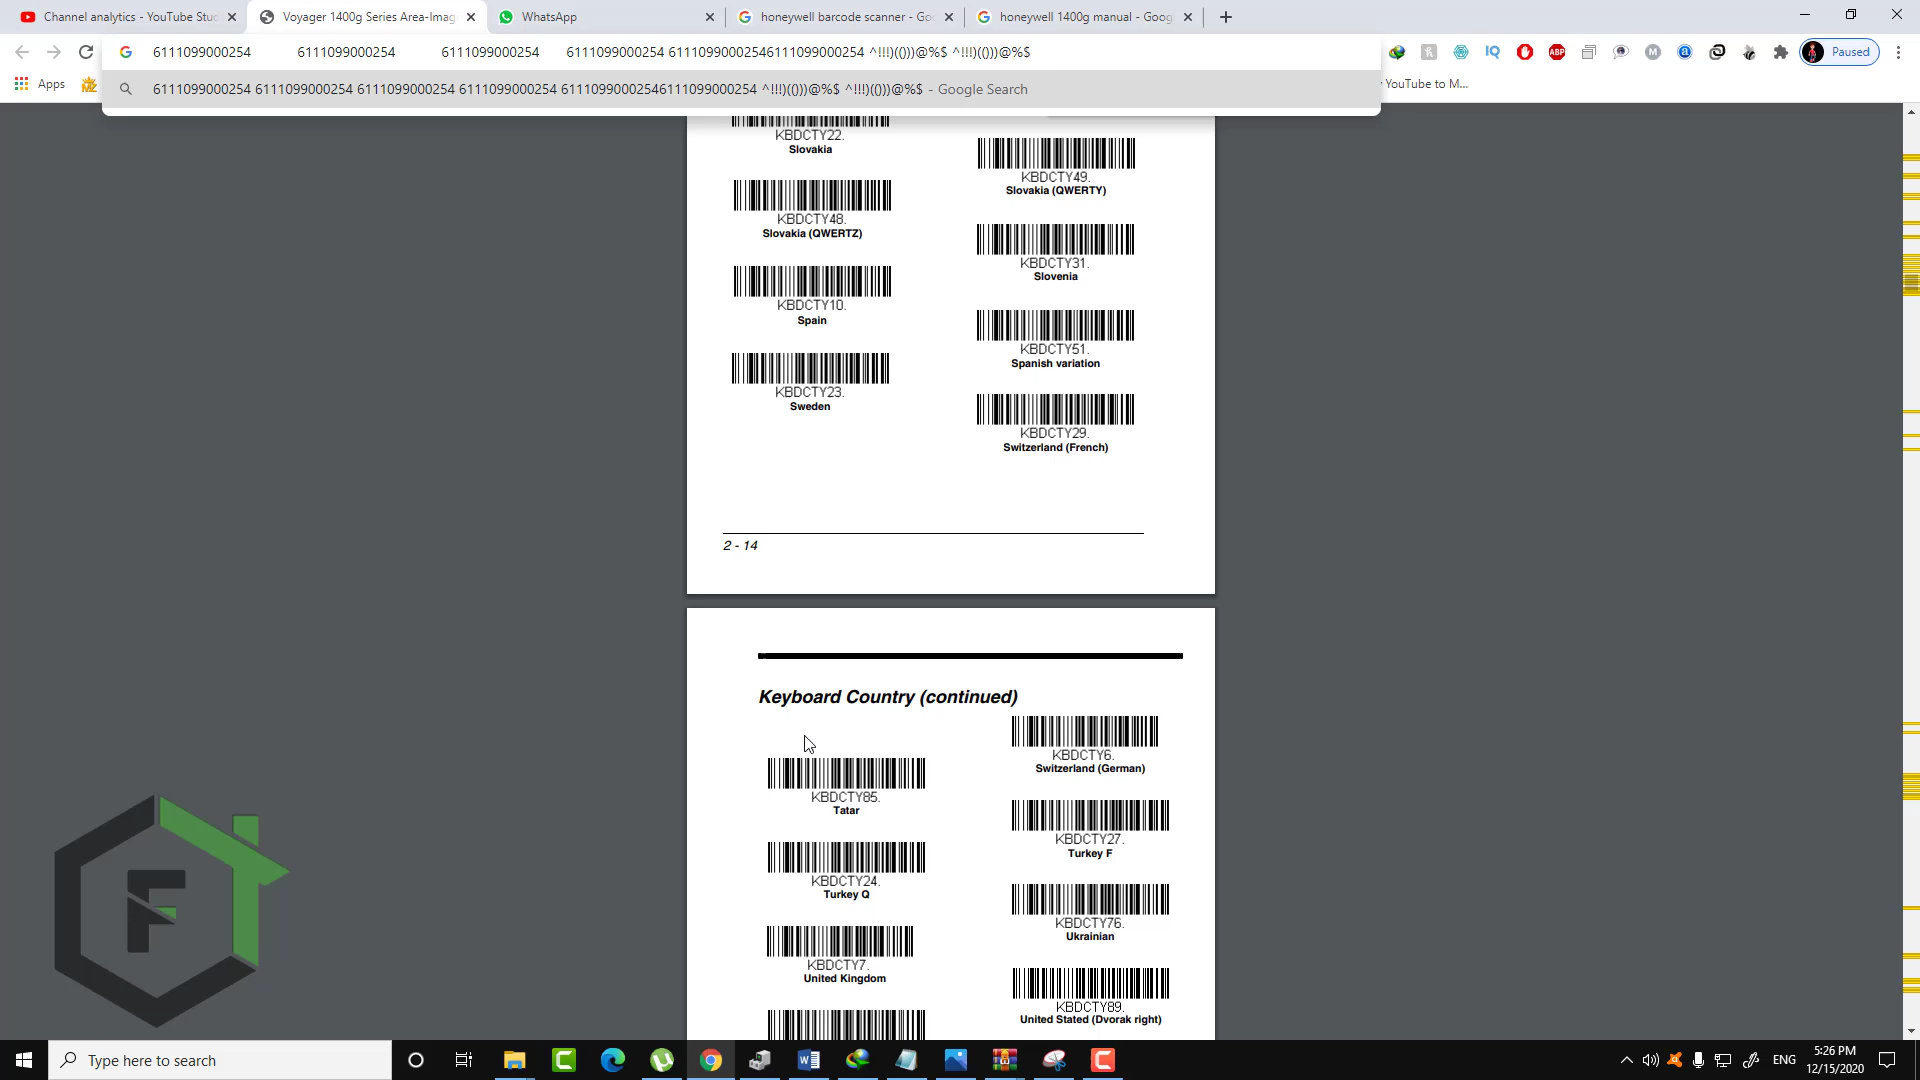 Channel analytics - YouTube Stu
Voyager 1400g Series Area-Imag
WhatsApp
honeywell barcode scanner - Goo
honeywell 1400g manual - Goog
6111099000254 6111099000254 6111099000254 6111099000254 61110990002546111099000254 ^!!!)(()))@%$ ^!!!)(()))@%$
Paused
Apps
6111099000254 6111099000254 6111099000254 6111099000254 61110990002546111099000254 ^!!!)(()))@%$ ^!!!)(()))@%$ - Google Search
YouTube to M...
KBDCTY22.
Slovakia
KBDCTY49.
Slovakia (QWERTY)
KBDCTY48.
Slovakia (QWERTZ)
KBDCTY31.
Slovenia
KBDCTY10.
Spain
KBDCTY51.
Spanish variation
KBDCTY23.
Sweden
KBDCTY29.
Switzerland (French)
2 - 14
Keyboard Country (continued)
KBDCTY6.
Switzerland (German)
KBDCTY85.
Tatar
KBDCTY27.
Turkey F
KBDCTY24.
Turkey Q
KBDCTY76.
Ukrainian
KBDCTY7.
United Kingdom
KBDCTY89.
United Stated (Dvorak right)
F
Type here to search
ENG
5:26 PM
12/15/2020